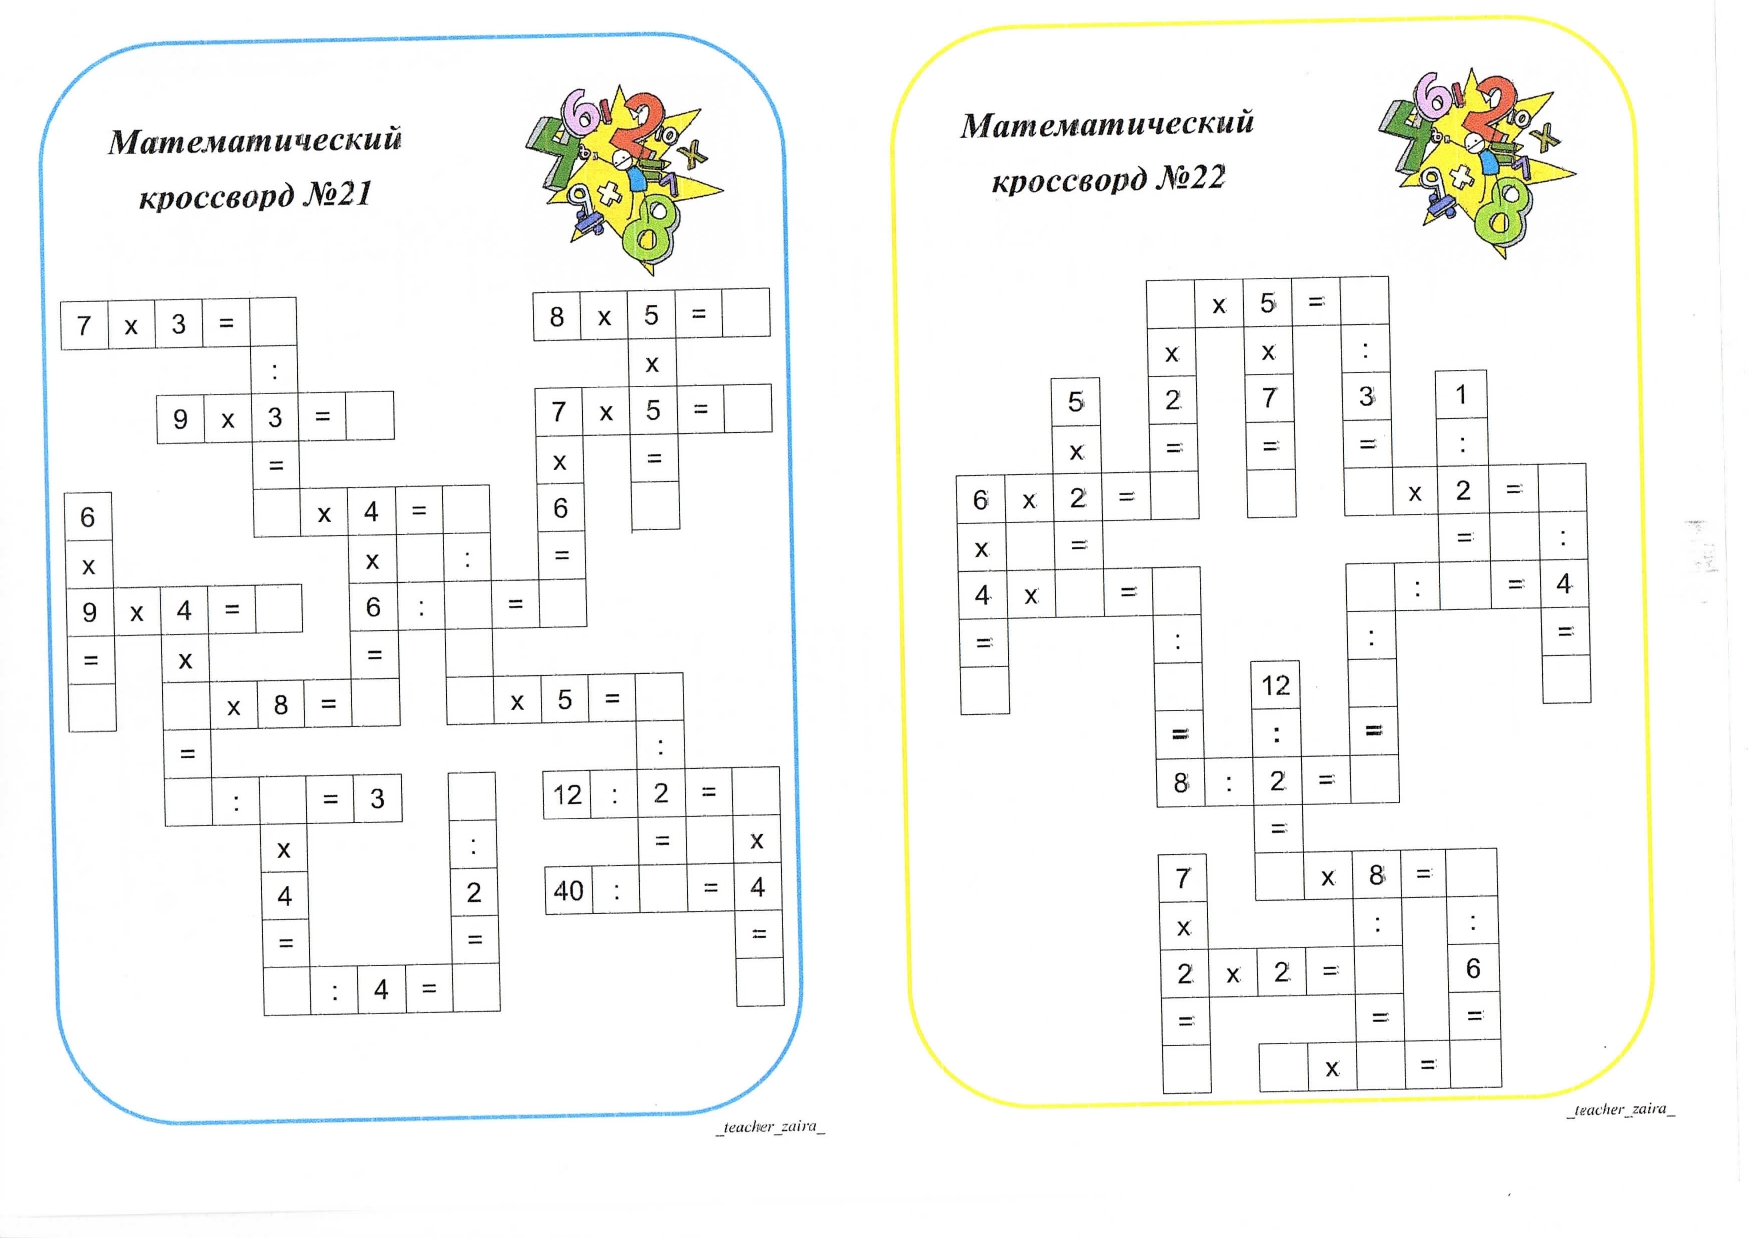 Математический
кроссворд №21
7 x 3 =
8 x 5 =
: x
9 x 3 =
7 x 5 =
= x =
6 x 4 = 6
x x : =
9 x 4 = 6 : =
= x =
x 8 = x 5 =
= :
: = 3 12 : 2 =
x : = x
4 2 40 : = 4
= = =
: 4 =
_teacher_zaira_
Математический
кроссворд №22
x 5 =
x x :
5 2 7 3 1
x = = = :
6 x 2 = x 2 =
x = = :
4 x = : = 4
= : : =
12
= : =
8 : 2 =
=
7 x 8 =
x : :
2 x 2 = 6
= = =
x =
_teacher_zaira_